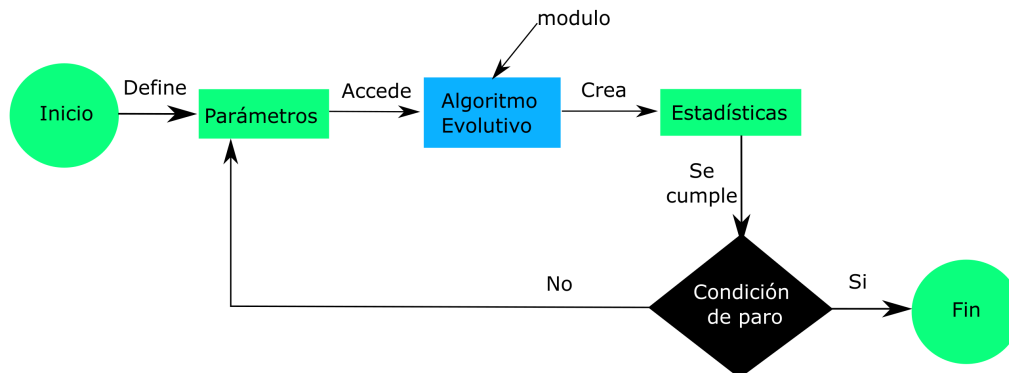 modulo
Inicio
Define
Parámetros
Accede
Algoritmo
Evolutivo
Crea
Estadísticas
Se
cumple
Condición
de paro
No
Si
Fin